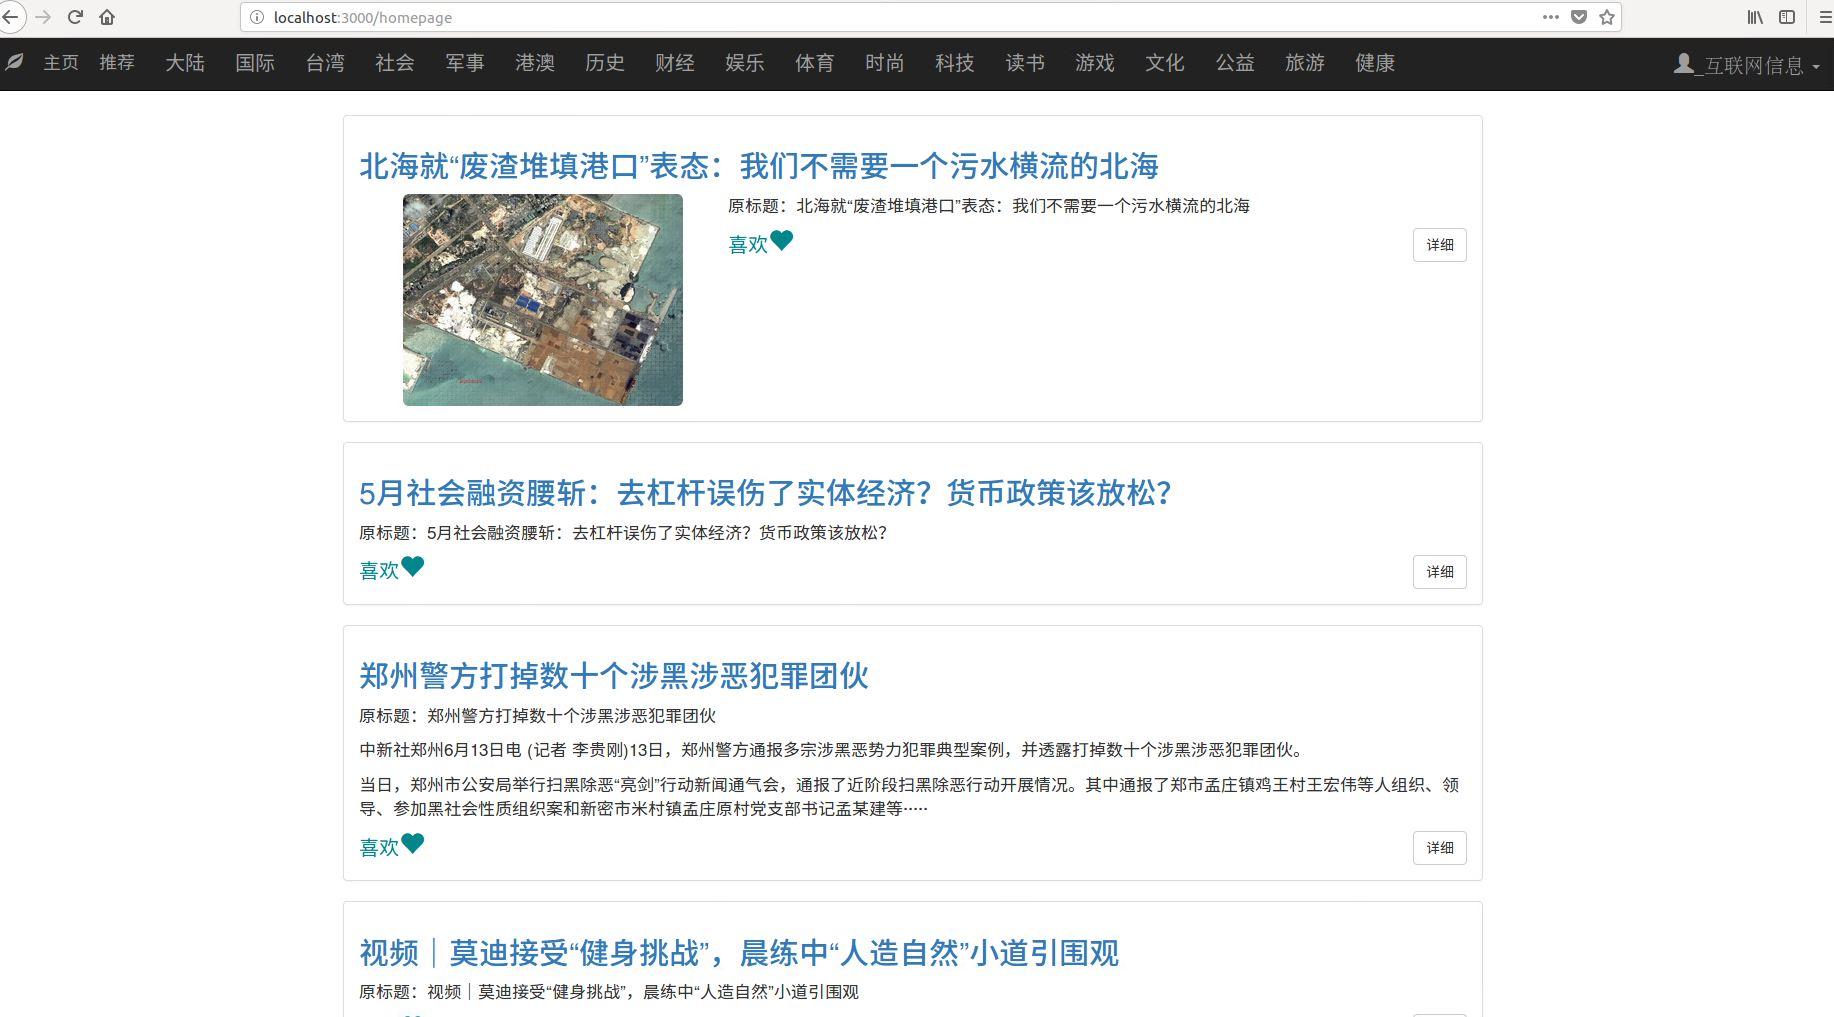 localhost:3000/homepage
主页 推荐 大陆 国际 台湾 社会 军事 港澳 历史 财经 娱乐 体育 时尚 科技 读书 游戏 文化 公益 旅游 健康 _互联网信息
北海就“废渣堆填港口”表态：我们不需要一个污水横流的北海
原标题：北海就“废渣堆填港口”表态：我们不需要一个污水横流的北海
喜欢 详细
5月社会融资腰斩：去杠杆误伤了实体经济？货币政策该放松？
原标题：5月社会融资腰斩：去杠杆误伤了实体经济？货币政策该放松？
喜欢 详细
郑州警方打掉数十个涉黑涉恶犯罪团伙
原标题：郑州警方打掉数十个涉黑涉恶犯罪团伙
中新社郑州6月13日电 (记者 李贵刚)13日，郑州警方通报多宗涉黑恶势力犯罪典型案例，并透露打掉数十个涉黑涉恶犯罪团伙。
当日，郑州市公安局举行扫黑除恶“亮剑”行动新闻通气会，通报了近阶段扫黑除恶行动开展情况。其中通报了郑市孟庄镇鸡王村王宏伟等人组织、领
导、参加黑社会性质组织案和新密市米村镇孟庄原村党支部书记孟某建等·····
喜欢 详细
视频｜莫迪接受“健身挑战”，晨练中“人造自然”小道引围观
原标题：视频｜莫迪接受“健身挑战”，晨练中“人造自然”小道引围观